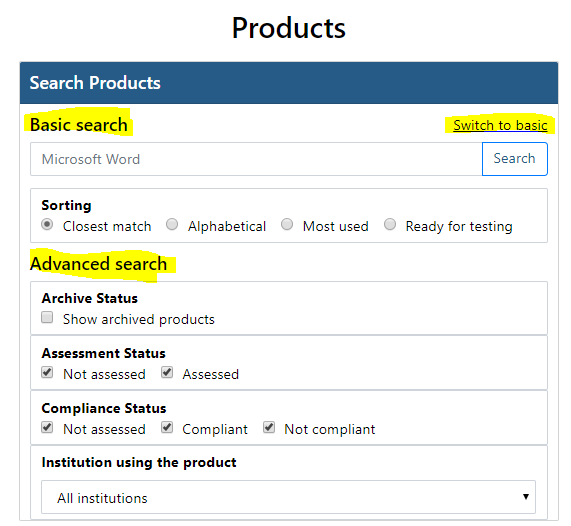 Products
Search Products
Basic search Switch to basic
Microsoft Word Search
Sorting
Closest match Alphabetical Most used Ready for testing
Advanced search
Archive Status
Show archived products
Assessment Status
Not assessed Assessed
Compliance Status
Not assessed Compliant Not compliant
Institution using the product
All institutions